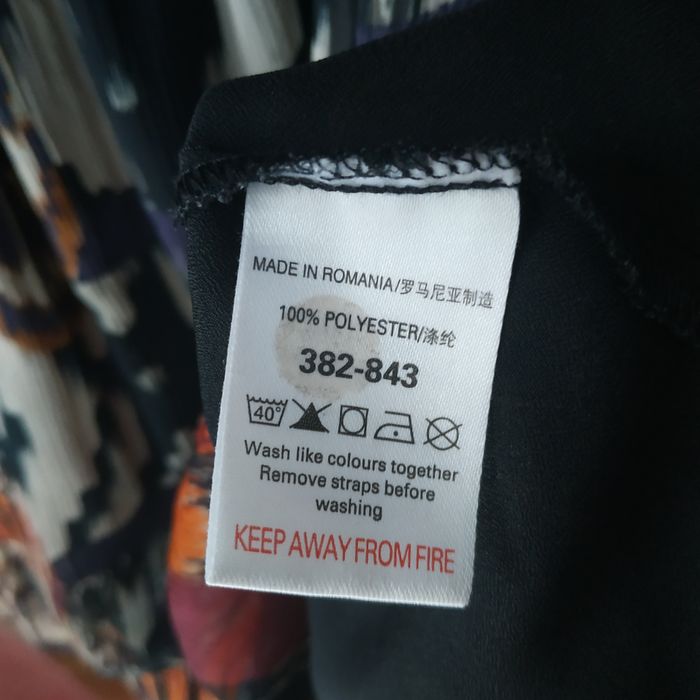 MADE IN ROMANIA/罗马尼亚制造
100% POLYESTER/涤纶
382-843
40°
Wash like colours together
Remove straps before
washing
KEEP AWAY FROM FIRE